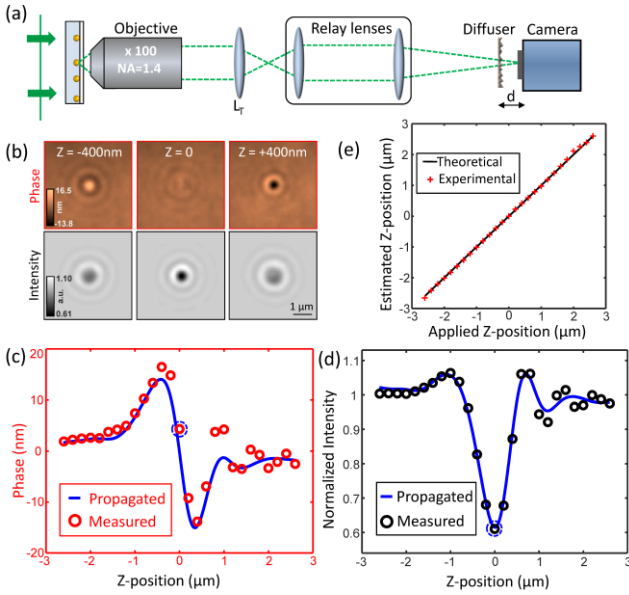 (a)
Objective
x 100
NA=1.4
L_T
Relay lenses
Diffuser
Camera
d
(b)
Z = -400nm
Z = 0
Z = +400nm
Phase
16.5
nm
-13.8
Intensity
1.10
a.u.
0.61
1 μm
(e)
Estimated Z-position (μm)
3
2
1
0
-1
-2
-3
Theoretical
Experimental
-3 -2 -1 0 1 2 3
Applied Z-position (μm)
(c)
Phase (nm)
20
10
0
-10
-20
Propagated
Measured
-3 -2 -1 0 1 2 3
Z-position (μm)
(d)
Normalized Intensity
1.1
1
0.9
0.8
0.7
0.6
Propagated
Measured
-3 -2 -1 0 1 2 3
Z-position (μm)